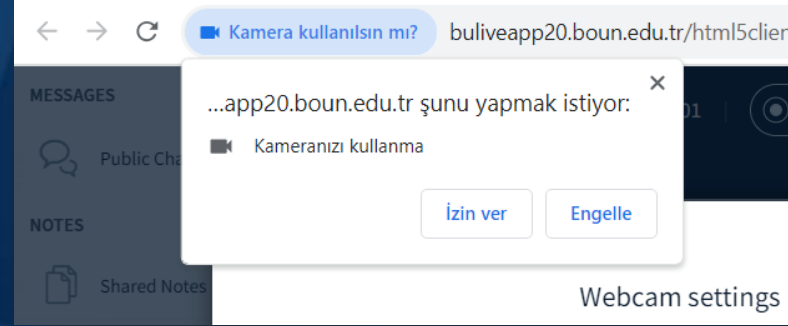 Kamera kullanılsın mı? buliveapp20.boun.edu.tr/html5clien
MESSAGES
...app20.boun.edu.tr şunu yapmak istiyor:
01
Public Cha
Kameranızı kullanma
İzin ver Engelle
NOTES
Shared Notes
Webcam settings